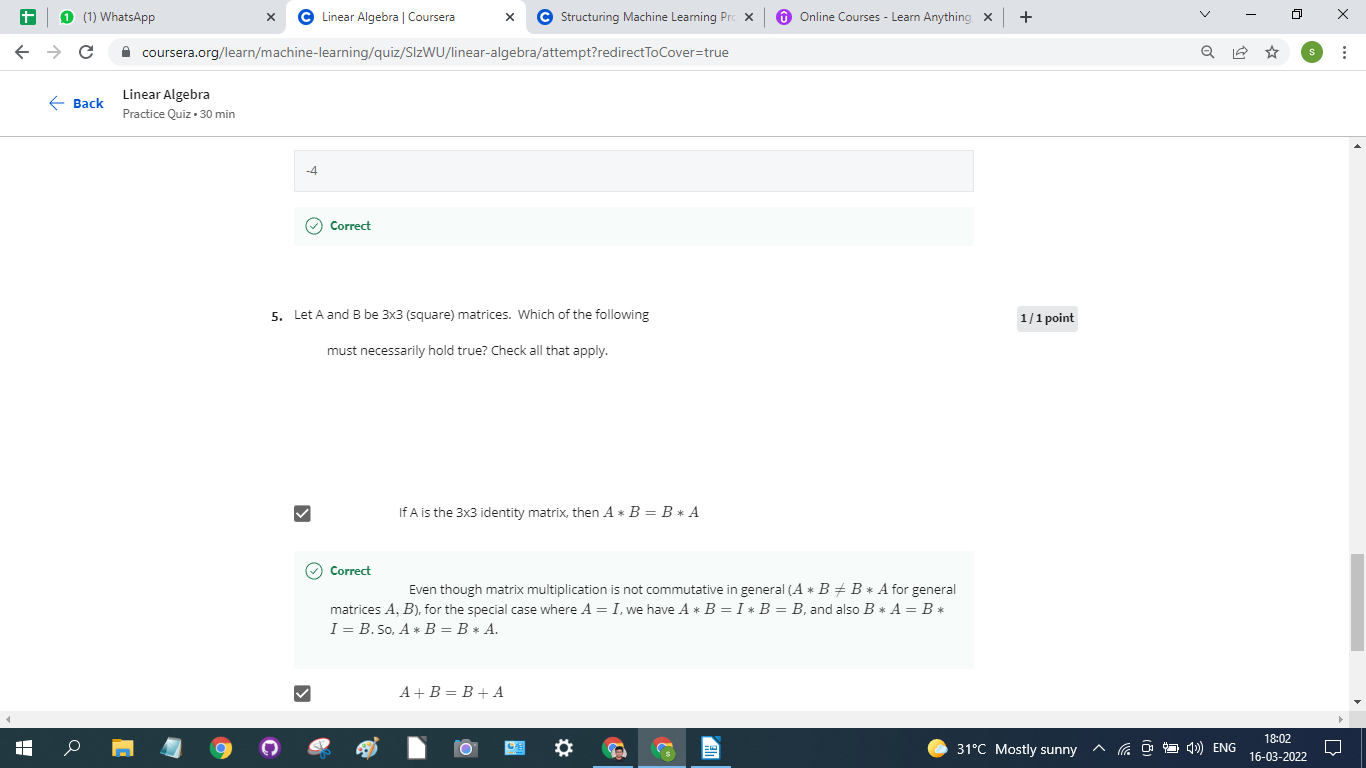 1 (1) WhatsApp
Linear Algebra | Coursera
Structuring Machine Learning Pro
Online Courses - Learn Anything,
coursera.org/learn/machine-learning/quiz/SIzWU/linear-algebra/attempt?redirectToCover=true
S
Back
Linear Algebra
Practice Quiz • 30 min
-4
Correct
5. Let A and B be 3x3 (square) matrices. Which of the following
1 / 1 point
must necessarily hold true? Check all that apply.
If A is the 3x3 identity matrix, then A ∗ B = B ∗ A
Correct
Even though matrix multiplication is not commutative in general (A ∗ B ≠ B ∗ A for general
matrices A, B), for the special case where A = I, we have A ∗ B = I ∗ B = B, and also B ∗ A = B ∗
I = B. So, A ∗ B = B ∗ A.
A + B = B + A
31°C Mostly sunny
ENG
18:02
16-03-2022